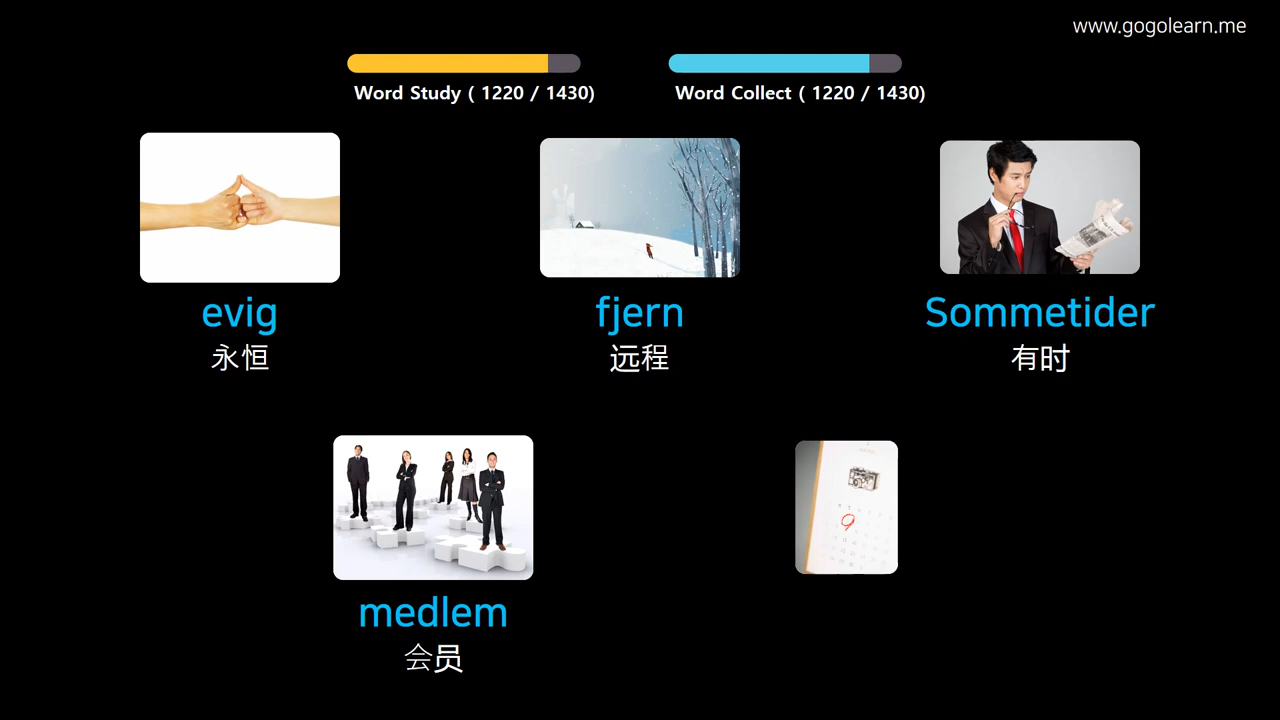 www.gogolearn.me
Word Study ( 1220 / 1430)
Word Collect ( 1220 / 1430)
evig
fjern
Sommetider
永恒
远程
有时
medlem
会员